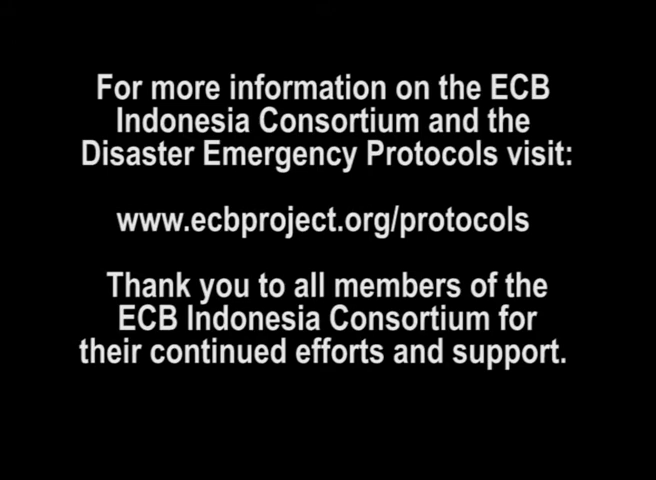 For more information on the ECB
Indonesia Consortium and the
Disaster Emergency Protocols visit:
www.ecbproject.org/protocols
Thank you to all members of the
ECB Indonesia Consortium for
their continued efforts and support.